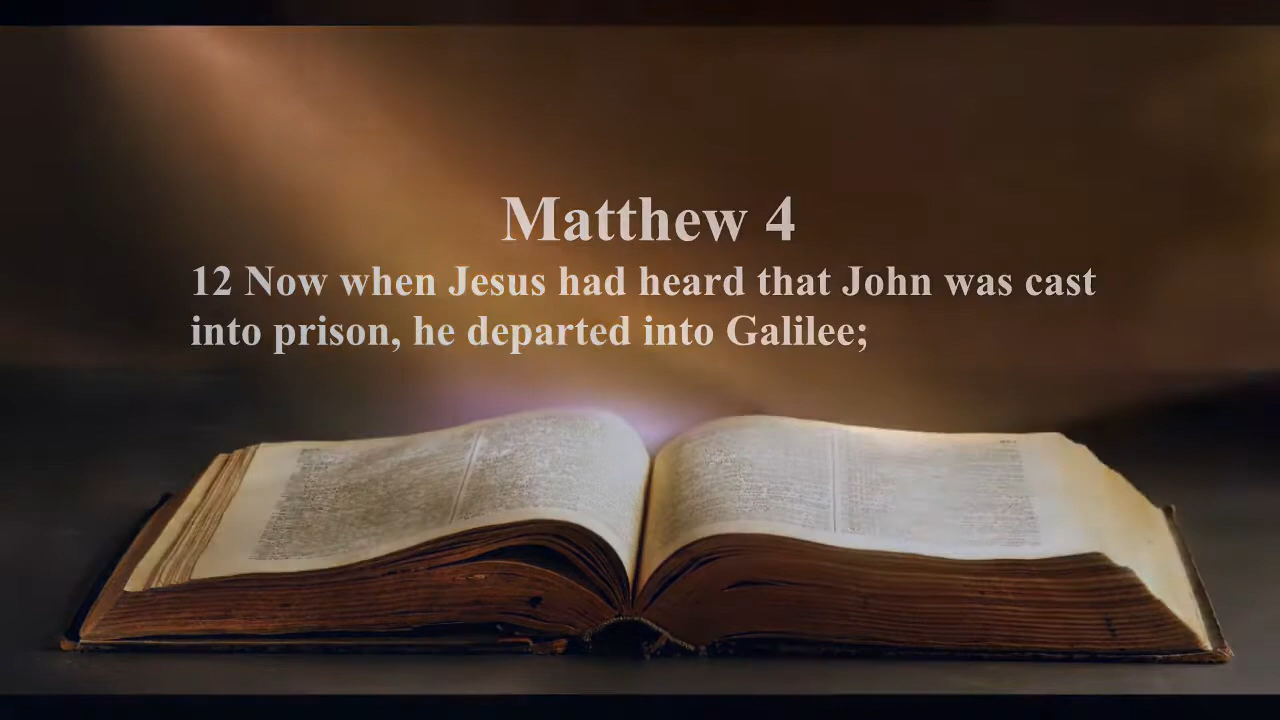 Matthew 4
12 Now when Jesus had heard that John was cast
into prison, he departed into Galilee;